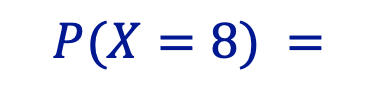 P(X = 8) =